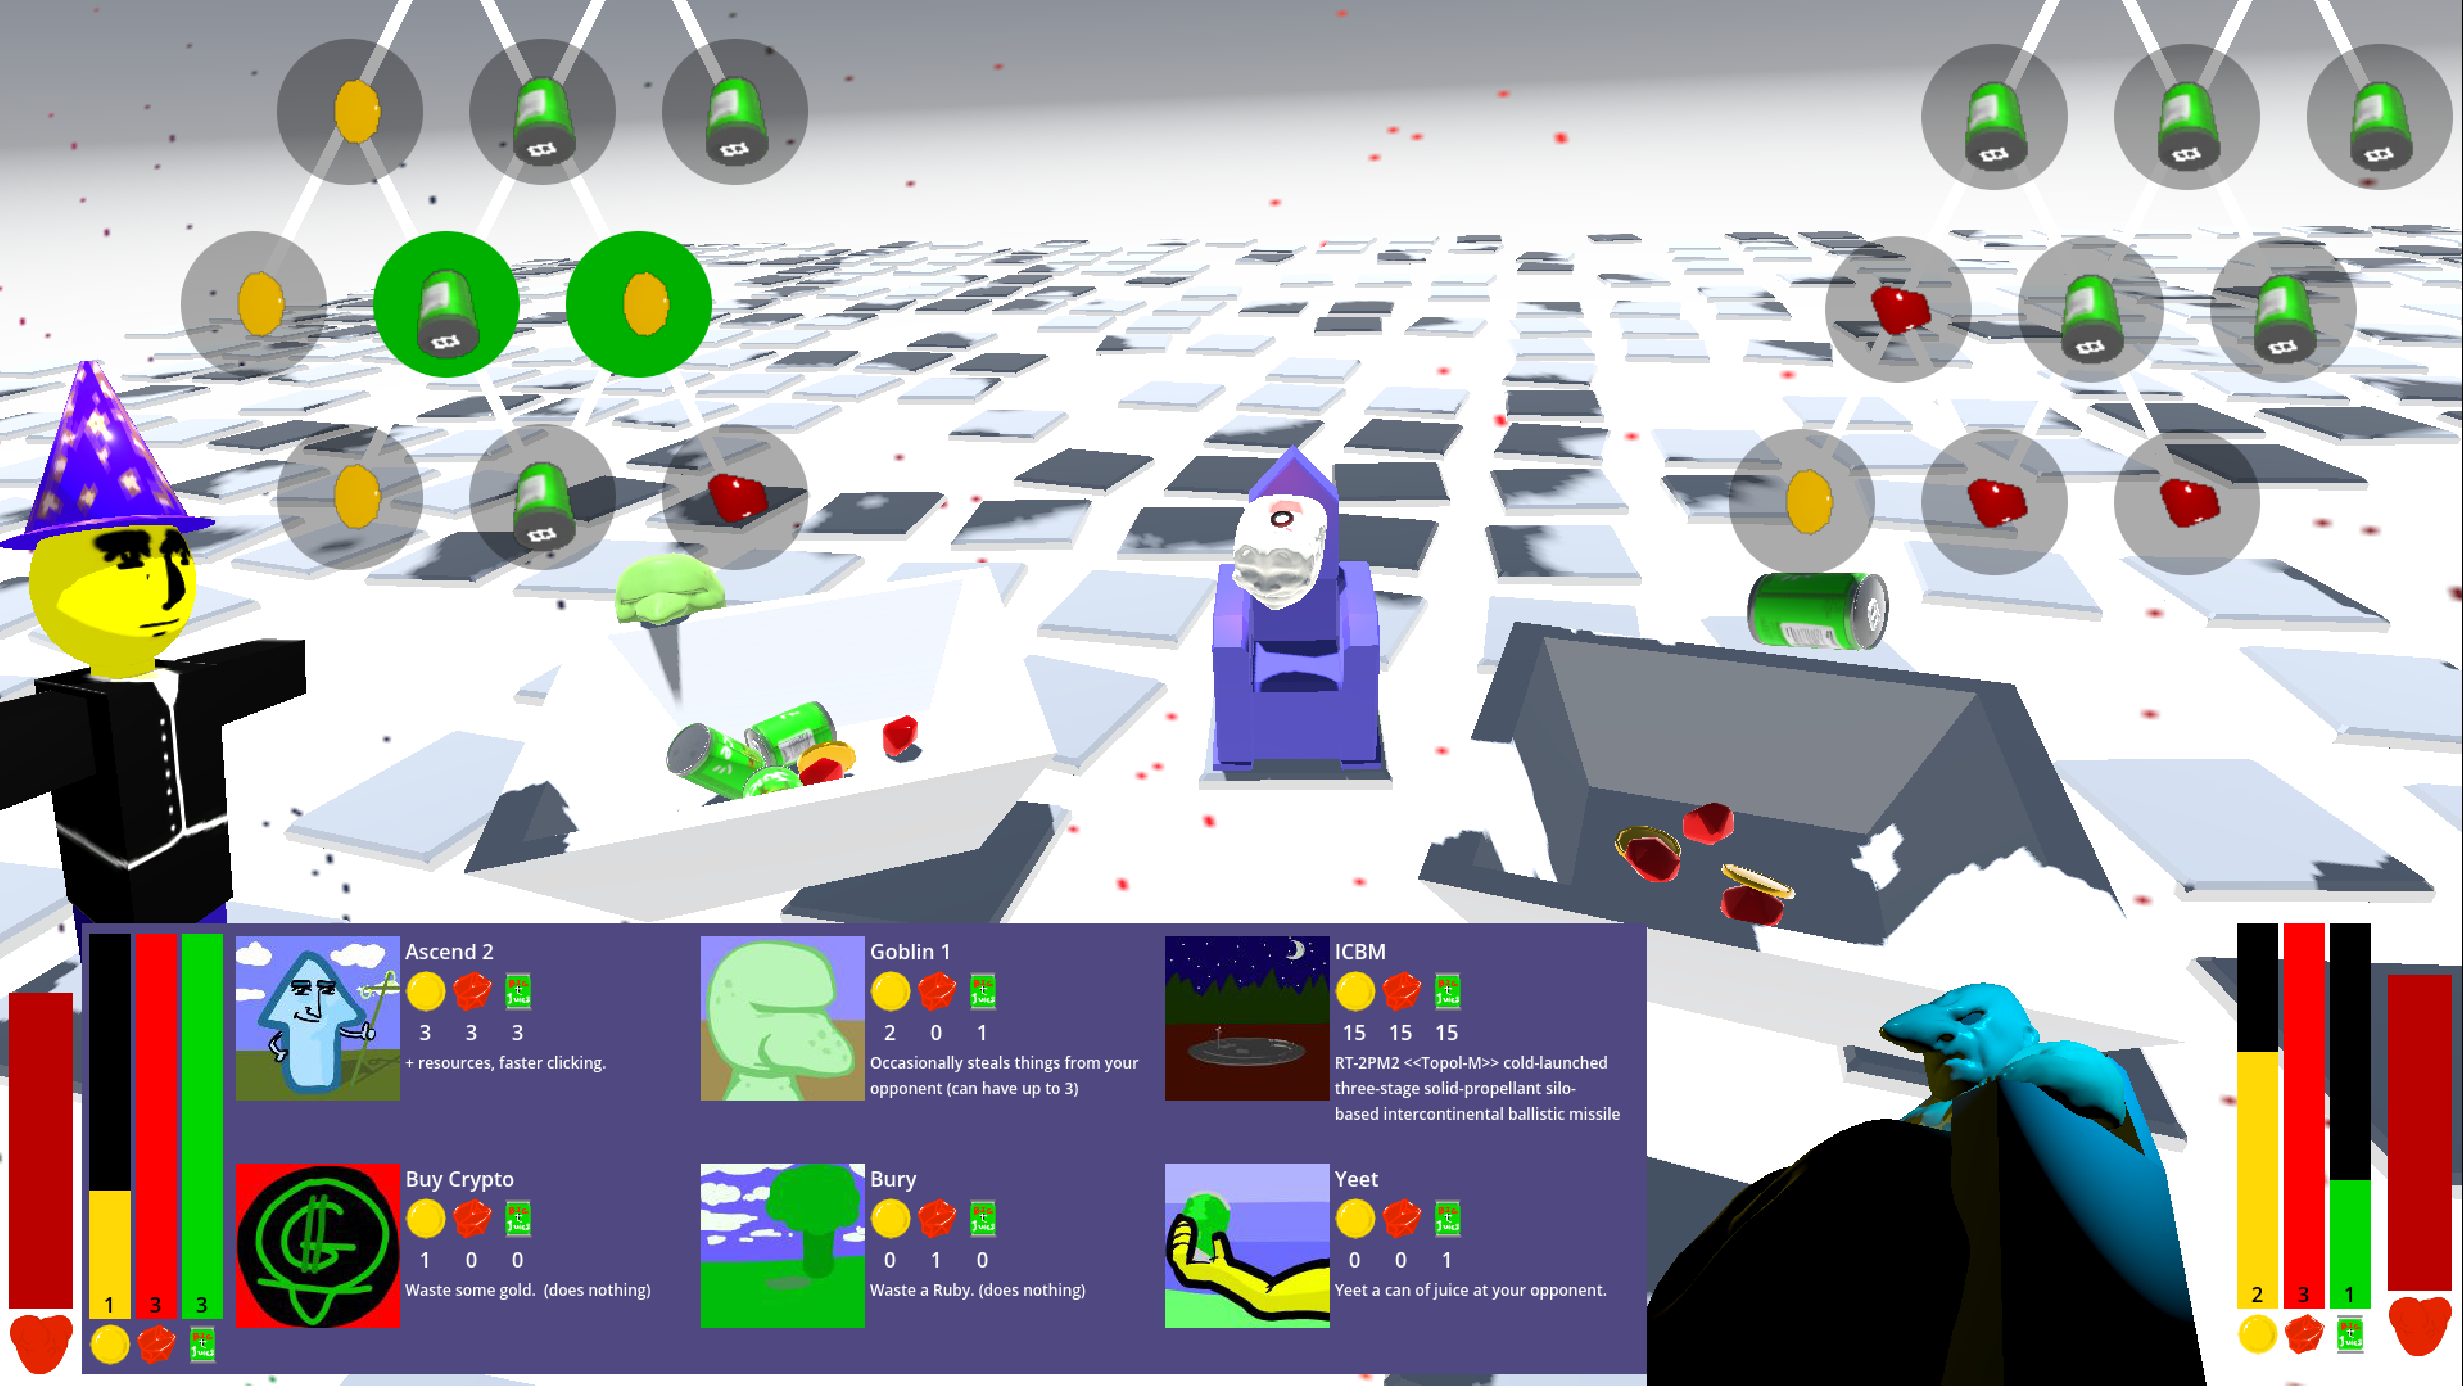 Ascend 2
3 3 3
+ resources, faster clicking.
Goblin 1
2 0 1
Occasionally steals things from your
opponent (can have up to 3)
ICBM
15 15 15
RT-2PM2 <<Topol-M>> cold-launched
three-stage solid-propellant silo-
based intercontinental ballistic missile
Buy Crypto
1 0 0
Waste some gold. (does nothing)
Bury
0 1 0
Waste a Ruby. (does nothing)
Yeet
0 0 1
Yeet a can of juice at your opponent.
1 3 3
2 3 1